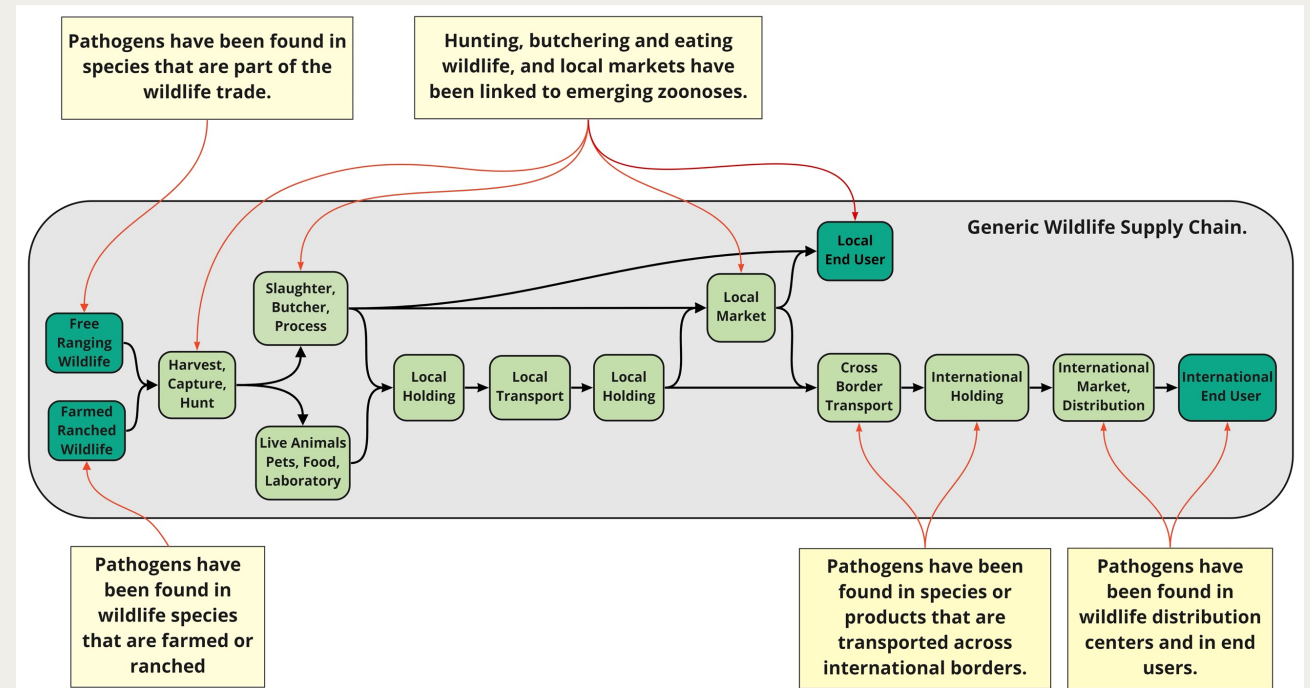 Pathogens have been found in
species that are part of the
wildlife trade.
Hunting, butchering and eating
wildlife, and local markets have
been linked to emerging zoonoses.
Generic Wildlife Supply Chain.
Free
Ranging
Wildlife
Farmed
Ranched
Wildlife
Harvest,
Capture,
Hunt
Slaughter,
Butcher,
Process
Live Animals
Pets, Food,
Laboratory
Local
Holding
Local
Transport
Local
Holding
Local
Market
Local
End User
Cross
Border
Transport
International
Holding
International
Market,
Distribution
International
End User
Pathogens have
been found in
wildlife species
that are farmed or
ranched
Pathogens have been
found in species or
products that are
transported across
international borders.
Pathogens have
been found in
wildlife distribution
centers and in end
users.